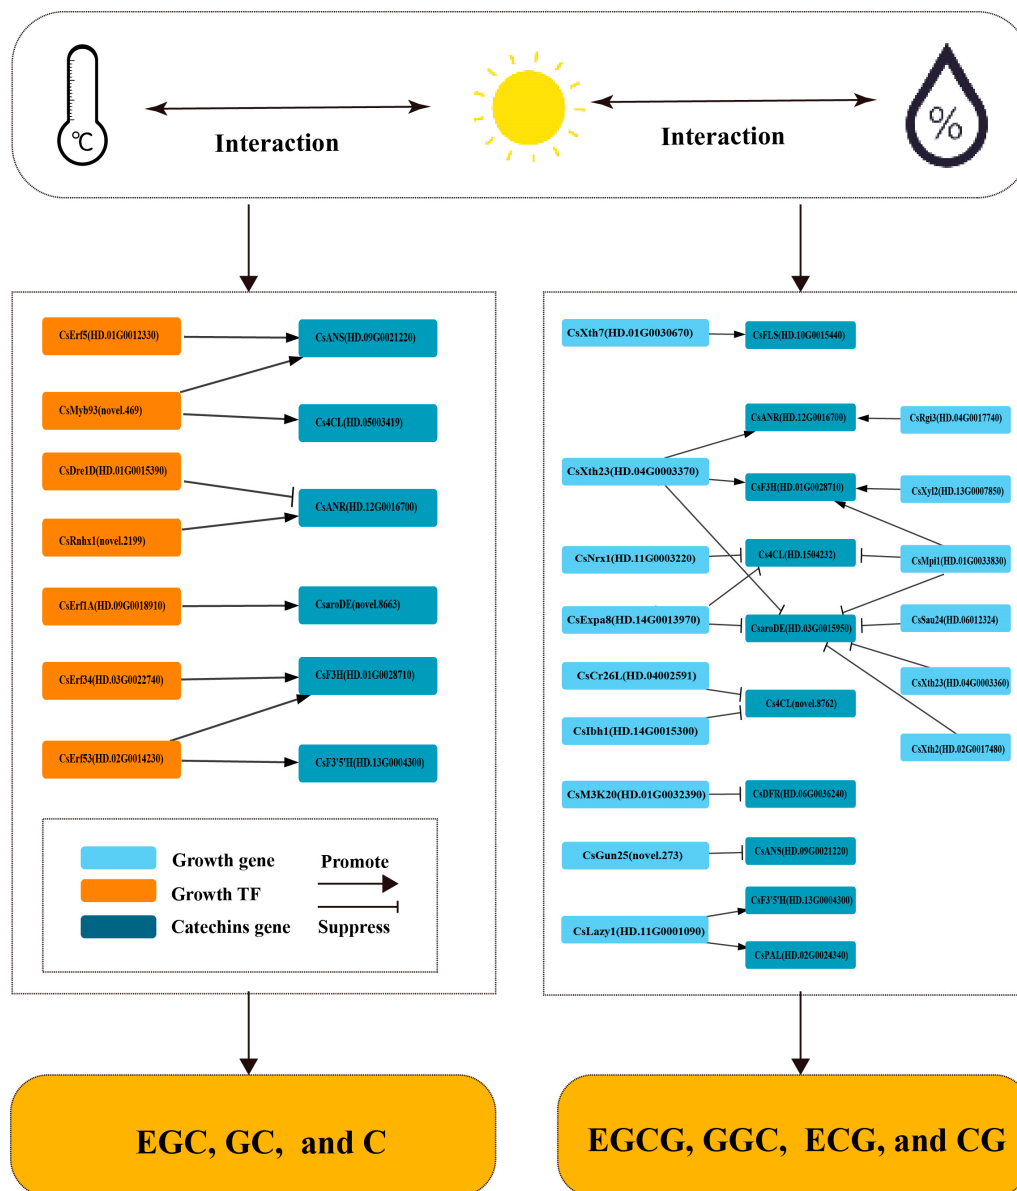 °C
%
Interaction
Interaction
CsErf5(HD.01G0012330)
CsANS(HD.09G0021220)
CsMyb93(novel.469)
Cs4CL(HD.05003419)
CsDre1D(HD.01G0015390)
CsANR(HD.12G0016700)
CsRnhx1(novel.2199)
CsErf1A(HD.09G0018910)
CsaroDE(novel.8663)
CsErf34(HD.03G0022740)
CsF3H(HD.01G0028710)
CsErf53(HD.02G0014230)
CsF3'5'H(HD.13G0004300)
Growth gene
Promote
Growth TF
Catechins gene
Suppress
CsXth7(HD.01G0030670)
CsFLS(HD.10G0015440)
CsANR(HD.12G0016700)
CsRgi3(HD.04G0017740)
CsXth23(HD.04G0003370)
CsF3H(HD.01G0028710)
CsXyl2(HD.13G0007850)
CsNrx1(HD.11G0003220)
Cs4CL(HD.1504232)
CsMpi1(HD.01G0033830)
CsExpa8(HD.14G0013970)
CsaroDE(HD.03G0015950)
CsSau24(HD.06012324)
CsCr26L(HD.04002591)
CsXth23(HD.04G0003360)
Cs4CL(novel.8762)
CsIbh1(HD.14G0015300)
CsXth2(HD.02G0017480)
CsM3K20(HD.01G0032390)
CsDFR(HD.06G0036240)
CsGun25(novel.273)
CsANS(HD.09G0021220)
CsF3'5'H(HD.13G0004300)
CsLazy1(HD.11G0001090)
CsPAL(HD.02G0024340)
EGC, GC, and C
EGCG, GGC, ECG, and CG